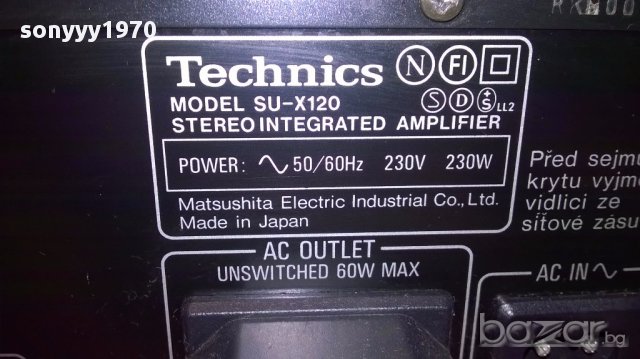 sonyyy1970
Technics N FI
MODEL SU-X120 S D S LL2
STEREO INTEGRATED AMPLIFIER
POWER: ∿ 50/60Hz 230V 230W
Matsushita Electric Industrial Co., Ltd.
Made in Japan
Před sejmu
krytu vyjmě
vidlici ze
síťové zásu
AC OUTLET
UNSWITCHED 60W MAX
AC IN ∿
bazar.bg